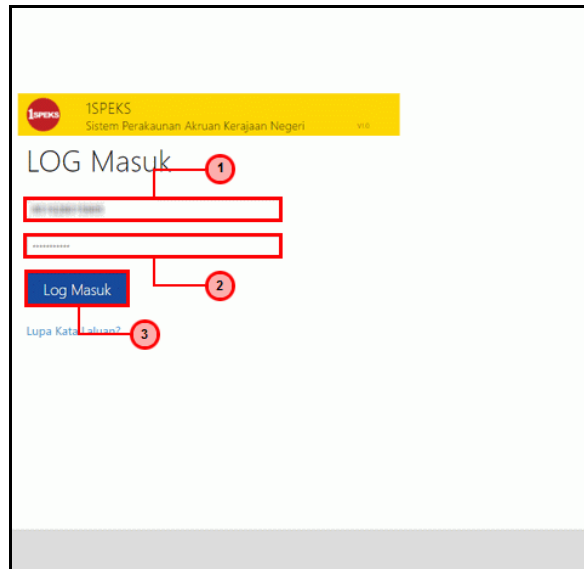 1SPEKS
1SPEKS
Sistem Perakaunan Akruan Kerajaan Negeri
LOG Masuk
1
2
Log Masuk
Lupa Kata Laluan?
3